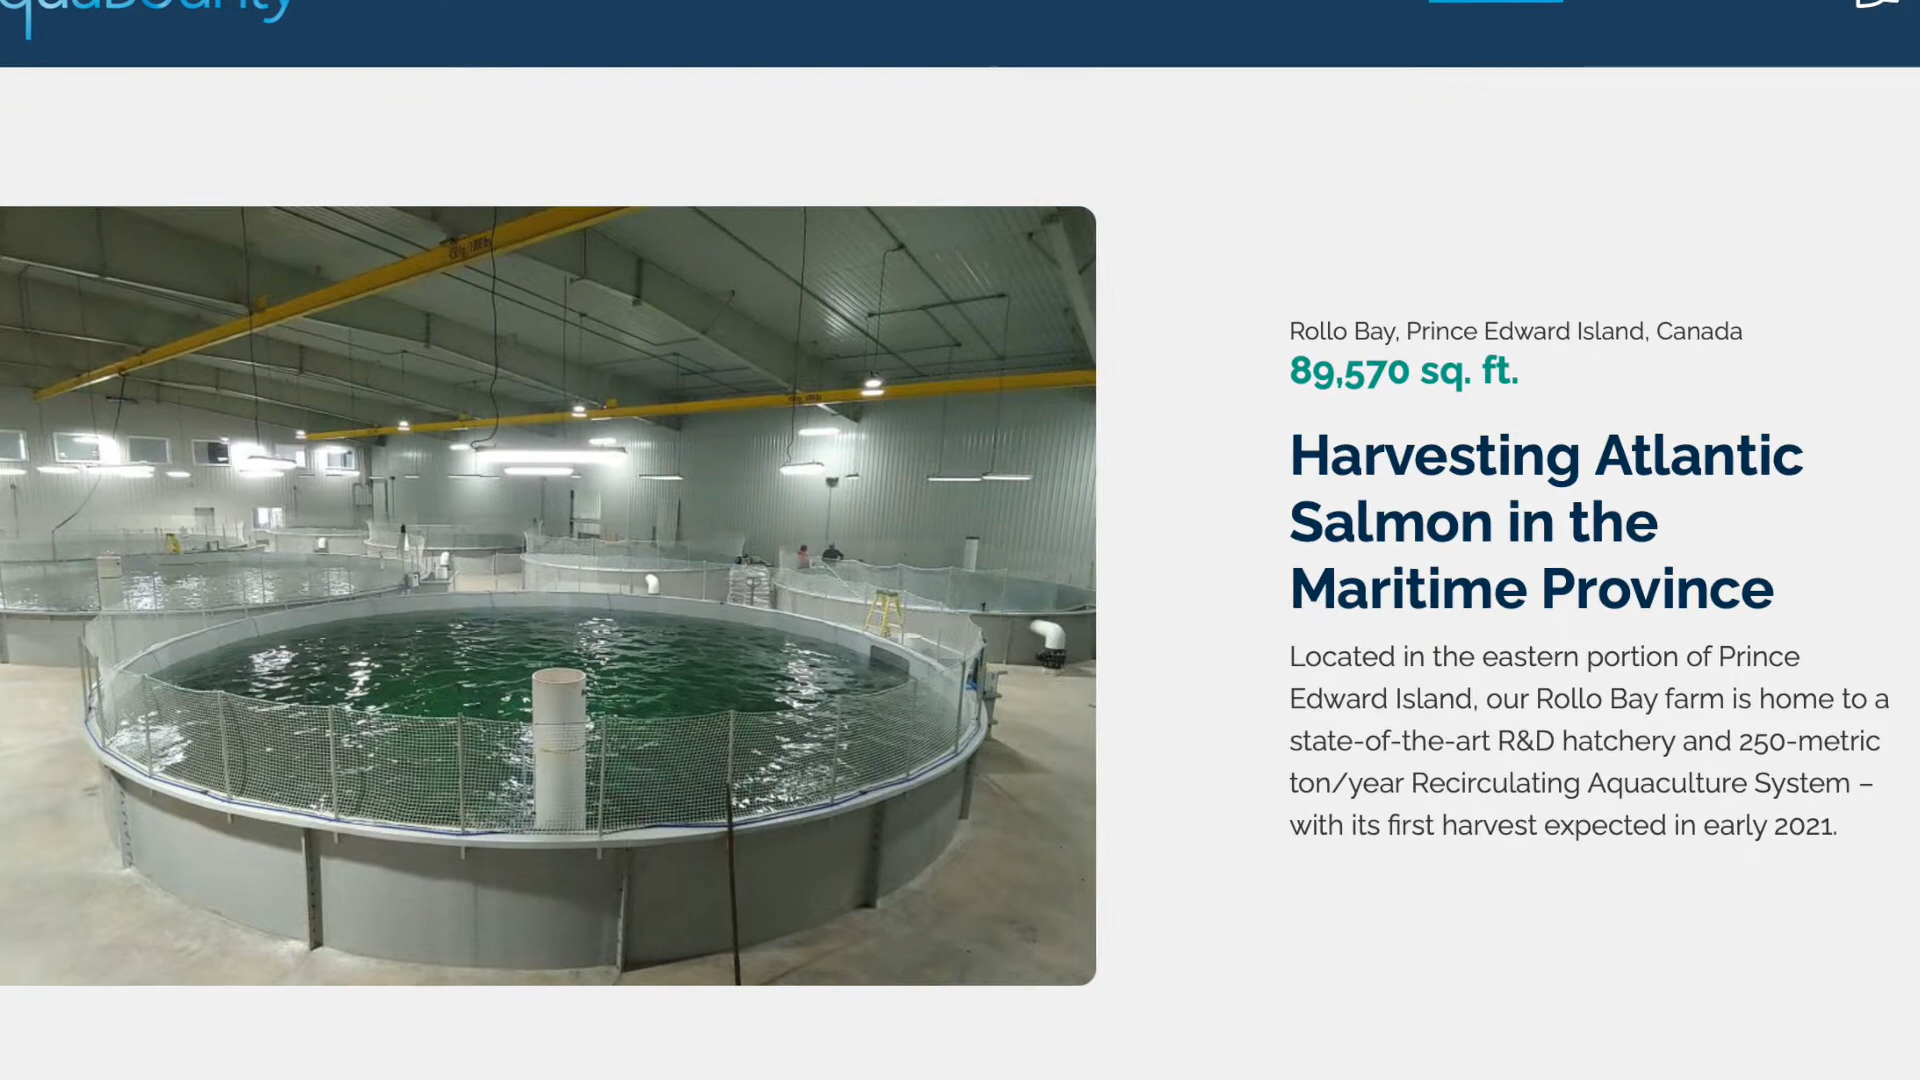 Rollo Bay, Prince Edward Island, Canada
89,570 sq. ft.
Harvesting Atlantic
Salmon in the
Maritime Province
Located in the eastern portion of Prince
Edward Island, our Rollo Bay farm is home to a
state-of-the-art R&D hatchery and 250-metric
ton/year Recirculating Aquaculture System –
with its first harvest expected in early 2021.